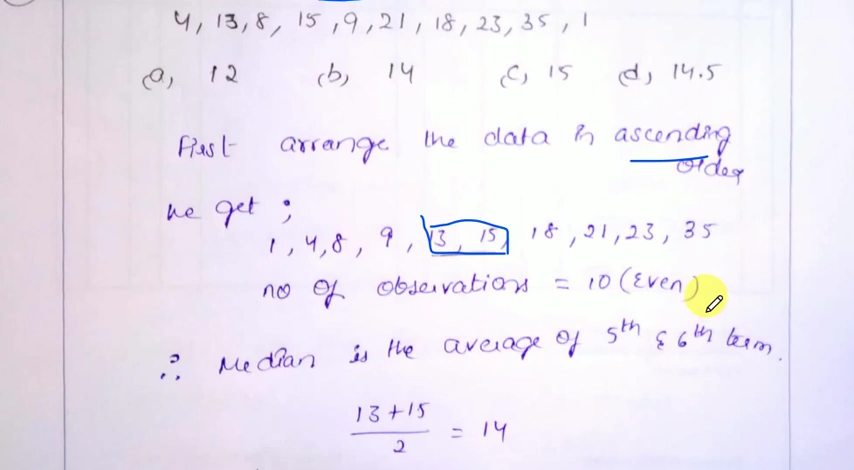 4, 13, 8, 15, 9, 21, 18, 23, 35, 1
(a) 12 (b) 14 (c) 15 (d) 14.5
First arrange the data in ascending
order
we get ;
1, 4, 8, 9, 13, 15, 18, 21, 23, 35
no of observations = 10 (Even)
∴ Median is the average of 5th & 6th term.
13+15
2
= 14